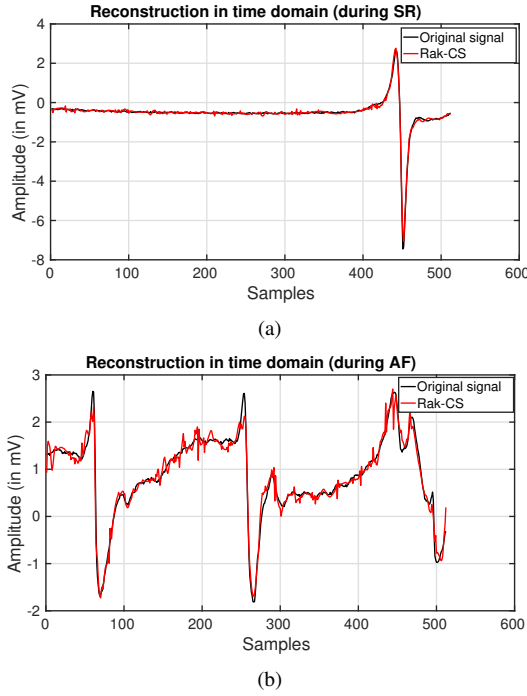 Reconstruction in time domain (during SR)
Original signal
Rak-CS
Amplitude (in mV)
4
2
0
-2
-4
-6
-8
0 100 200 300 400 500 600
Samples
(a)
Reconstruction in time domain (during AF)
Original signal
Rak-CS
Amplitude (in mV)
3
2
1
0
-1
-2
0 100 200 300 400 500 600
Samples
(b)